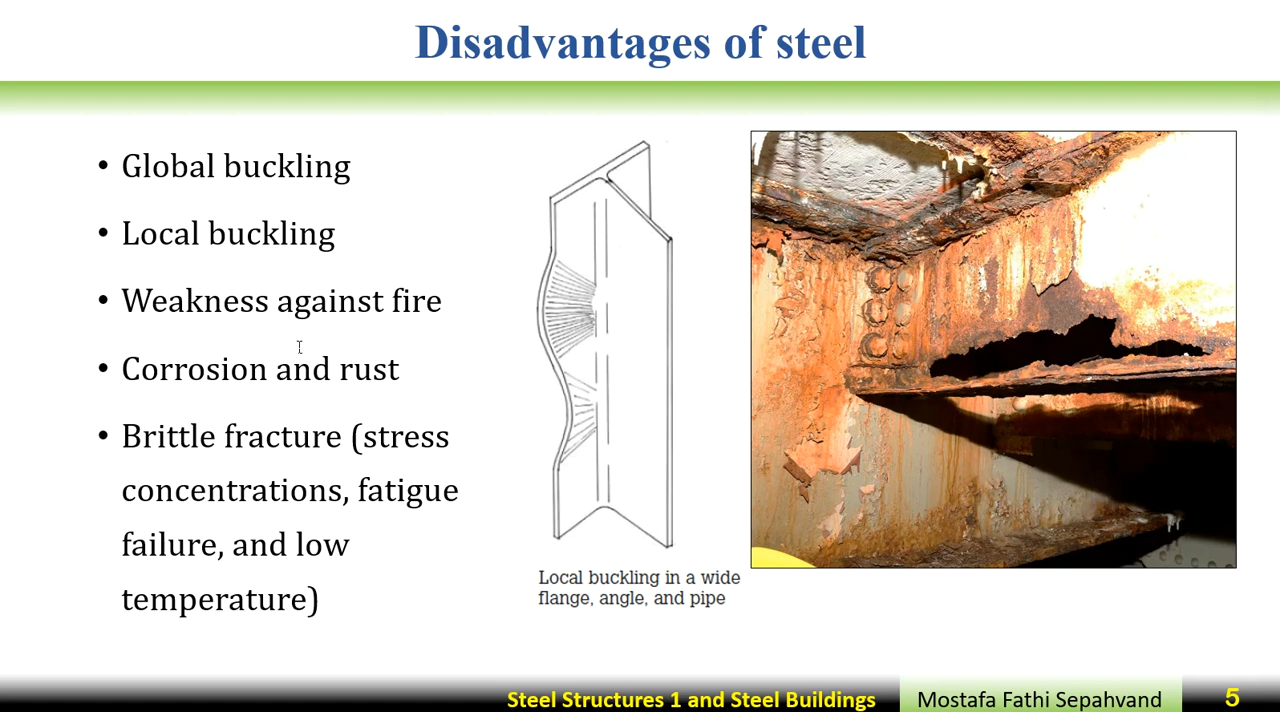 Disadvantages of steel
• Global buckling
• Local buckling
• Weakness against fire
• Corrosion and rust
• Brittle fracture (stress
concentrations, fatigue
failure, and low
temperature)
Local buckling in a wide
flange, angle, and pipe
Steel Structures 1 and Steel Buildings
Mostafa Fathi Sepahvand
5